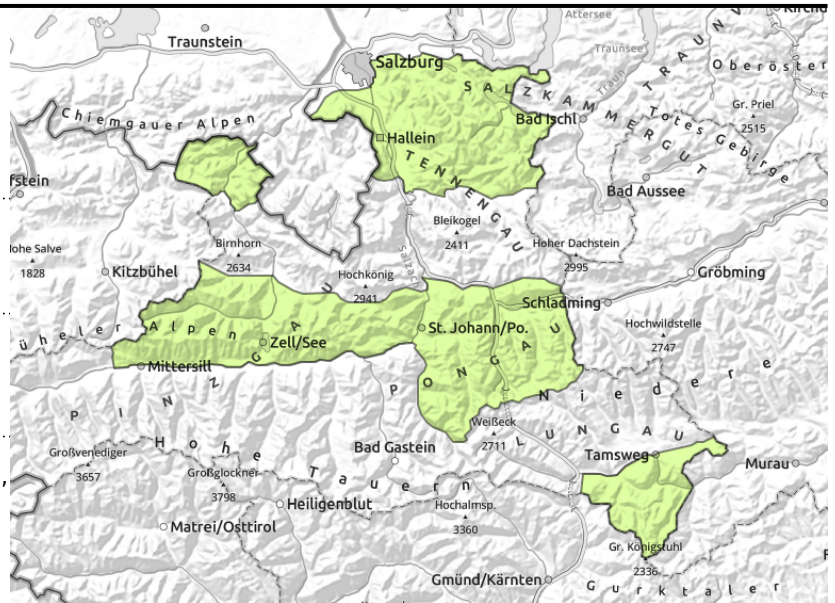 Kirchd
Attersee
Traunstein
Traunsee
Traun
TRAUNV
Salzburg
Oberöster
SALZKAMMERGUT
Gr. Priel
2515
Chiemgauer Alpen
Bad Ischl
Totes Gebirge
Hallein
TENNENGAU
fstein
Bad Aussee
Bleikogel
2411
ohe Salve
1828
Birnhorn
2634
Hoher Dachstein
2995
Kitzbühel
Hochkönig
2941
Salzach
Gröbming
Schladming
üheler Alpen
Zell/See
St. Johann/Po.
Hochwildstelle
2747
Mittersill
PINZGAU
PONGAU
Niedere
Weißeck
2711
LUNGAU
Großvenediger
3657
Hohe Tauern
Bad Gastein
Tamsweg
Murau
Großglockner
3798
Heiligenblut
Hochalmsp.
3360
Matrei/Osttirol
Gr. Königstuhl
2336
Gmünd/Kärnten
Gurktaler